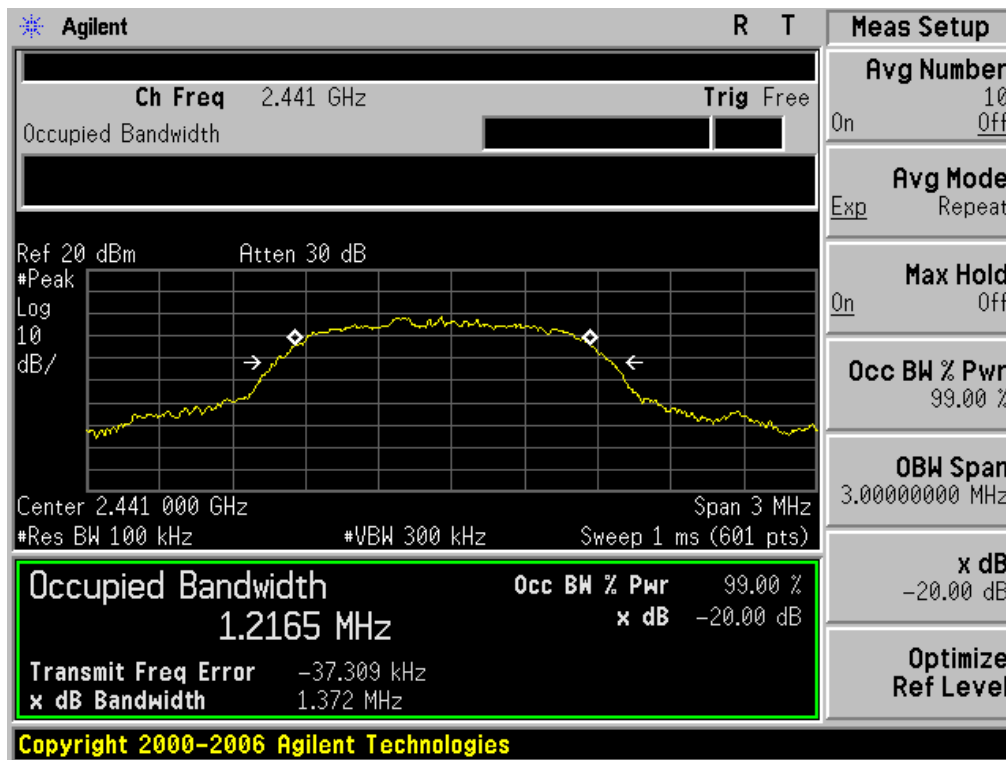 Agilent R T Meas Setup
Ch Freq 2.441 GHz Trig Free
Occupied Bandwidth
Avg Number
10
On Off
Avg Mode
Exp Repeat
Ref 20 dBm Atten 30 dB
#Peak
Log
10
dB/
Max Hold
On Off
Occ BW % Pwr
99.00 %
OBW Span
3.00000000 MHz
Center 2.441 000 GHz Span 3 MHz
#Res BW 100 kHz #VBW 300 kHz Sweep 1 ms (601 pts)
Occupied Bandwidth Occ BW % Pwr 99.00 %
1.2165 MHz x dB -20.00 dB
Transmit Freq Error -37.309 kHz
x dB Bandwidth 1.372 MHz
x dB
-20.00 dB
Optimize
Ref Level
Copyright 2000-2006 Agilent Technologies